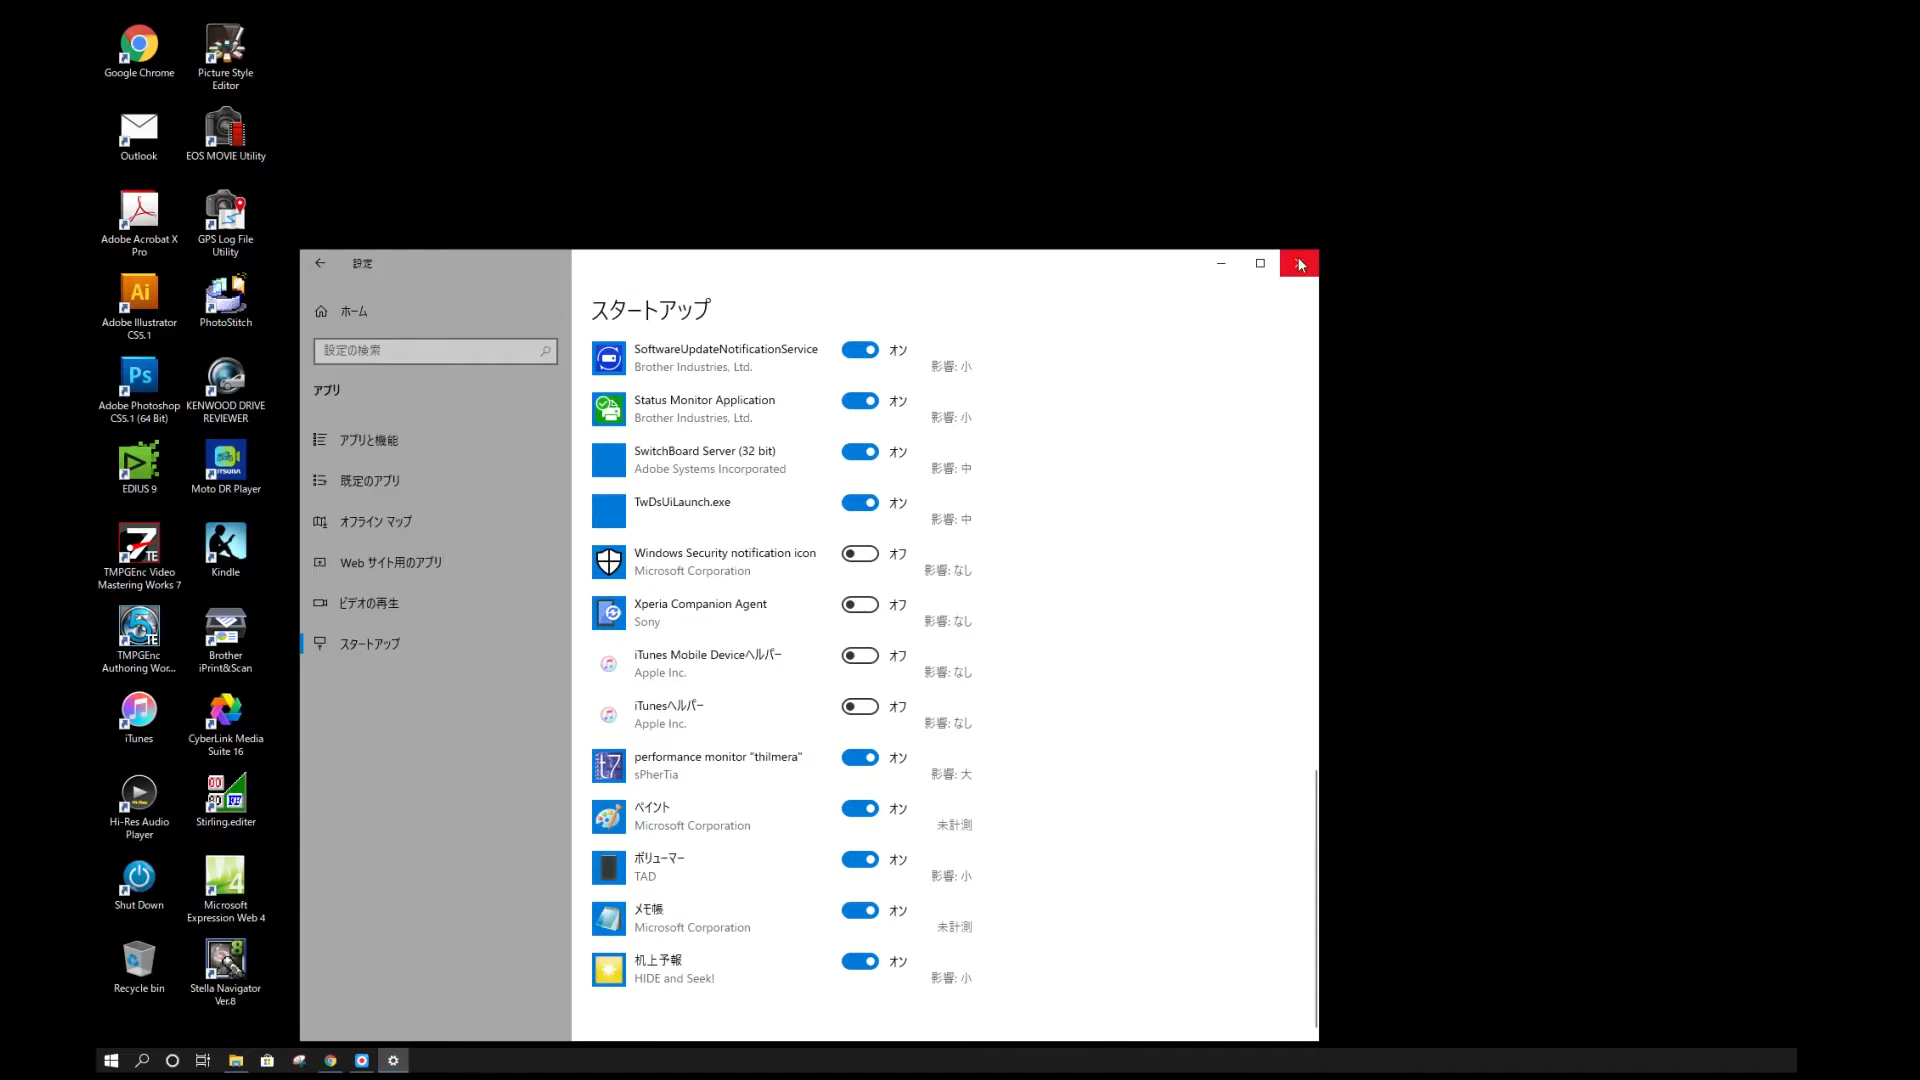 Google Chrome
Picture Style
Editor
Outlook
EOS MOVIE Utility
Adobe Acrobat X
Pro
GPS Log File
Utility
Adobe Illustrator
CS5.1
PhotoStitch
Adobe Photoshop
CS5.1 (64 Bit)
KENWOOD DRIVE
REVIEWER
EDIUS 9
Moto DR Player
TMPGEnc Video
Mastering Works 7
Kindle
TMPGEnc
Authoring Wor...
Brother
iPrint&Scan
iTunes
CyberLink Media
Suite 16
Hi-Res Audio
Player
Stirling.editer
Shut Down
Microsoft
Expression Web 4
Recycle bin
Stella Navigator
Ver.8
設定
ホーム
設定の検索
アプリ
アプリと機能
既定のアプリ
オフライン マップ
Web サイト用のアプリ
ビデオの再生
スタートアップ
スタートアップ
SoftwareUpdateNotificationService
オン
Brother Industries, Ltd.
影響: 小
Status Monitor Application
オン
Brother Industries, Ltd.
影響: 小
SwitchBoard Server (32 bit)
オン
Adobe Systems Incorporated
影響: 中
TwDsUiLaunch.exe
オン
影響: 中
Windows Security notification icon
オフ
Microsoft Corporation
影響: なし
Xperia Companion Agent
オフ
Sony
影響: なし
iTunes Mobile Deviceヘルパー
オフ
Apple Inc.
影響: なし
iTunesヘルパー
オフ
Apple Inc.
影響: なし
performance monitor "thilmera"
オン
sPherTia
影響: 大
ペイント
オン
Microsoft Corporation
未計測
ボリューマー
オン
TAD
影響: 小
メモ帳
オン
Microsoft Corporation
未計測
机上予報
オン
HIDE and Seek!
影響: 小